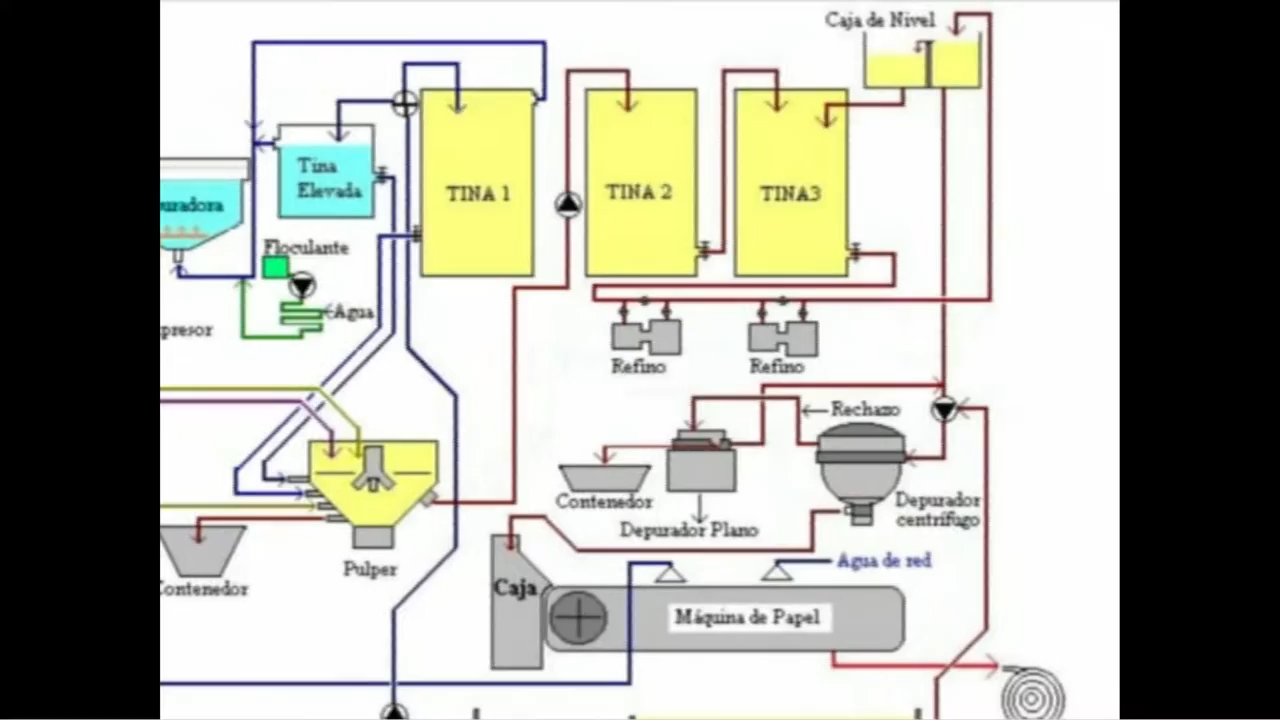 Caja de Nivel
Tina
Elevada
TINA 1
TINA 2
TINA3
uradora
Floculante
Agua
presor
Refino
Refino
Rechazo
Contenedor
Depurador Plano
Depurador
centrífugo
Pulper
Contenedor
Agua de red
Caja
Máquina de Papel